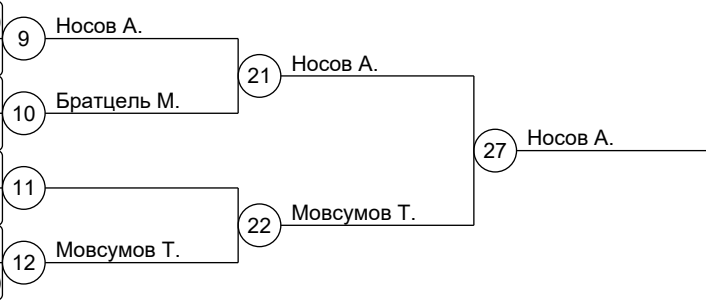 9 Носов А.
21 Носов А.
10 Братцель М.
27 Носов А.
11
22 Мовсумов Т.
12 Мовсумов Т.